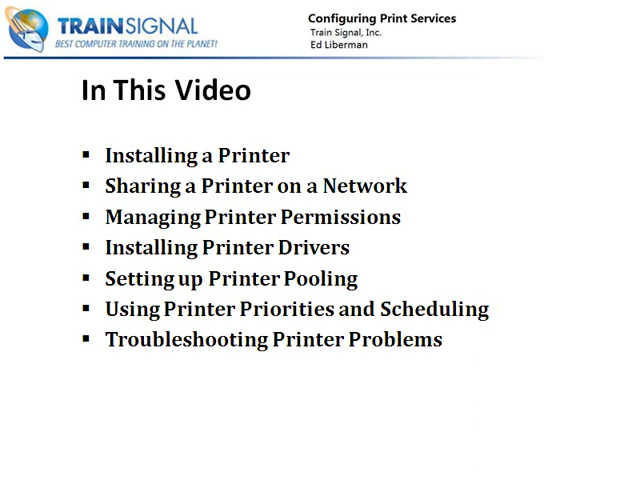 TRAINSIGNAL
BEST COMPUTER TRAINING ON THE PLANET!
Configuring Print Services
Train Signal, Inc.
Ed Liberman
In This Video
▪ Installing a Printer
▪ Sharing a Printer on a Network
▪ Managing Printer Permissions
▪ Installing Printer Drivers
▪ Setting up Printer Pooling
▪ Using Printer Priorities and Scheduling
▪ Troubleshooting Printer Problems